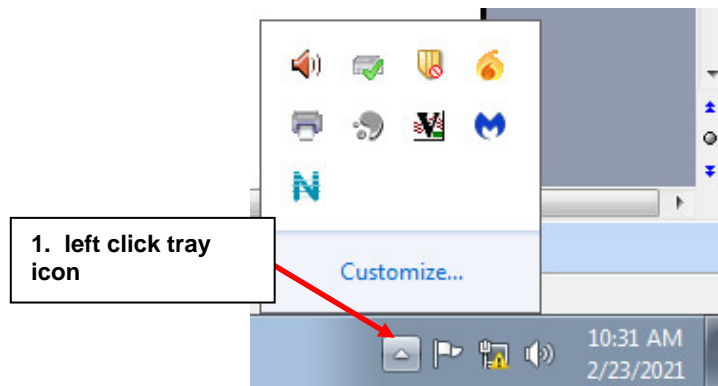 1. left click tray
icon
Customize...
10:31 AM
2/23/2021